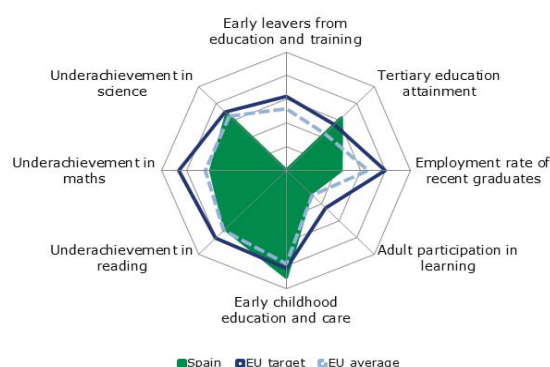 Early leavers from
education and training
Underachievement in
science
Tertiary education
attainment
Underachievement in
maths
Employment rate of
recent graduates
Underachievement in
reading
Adult participation in
learning
Early childhood
education and care
Spain EU target EU average